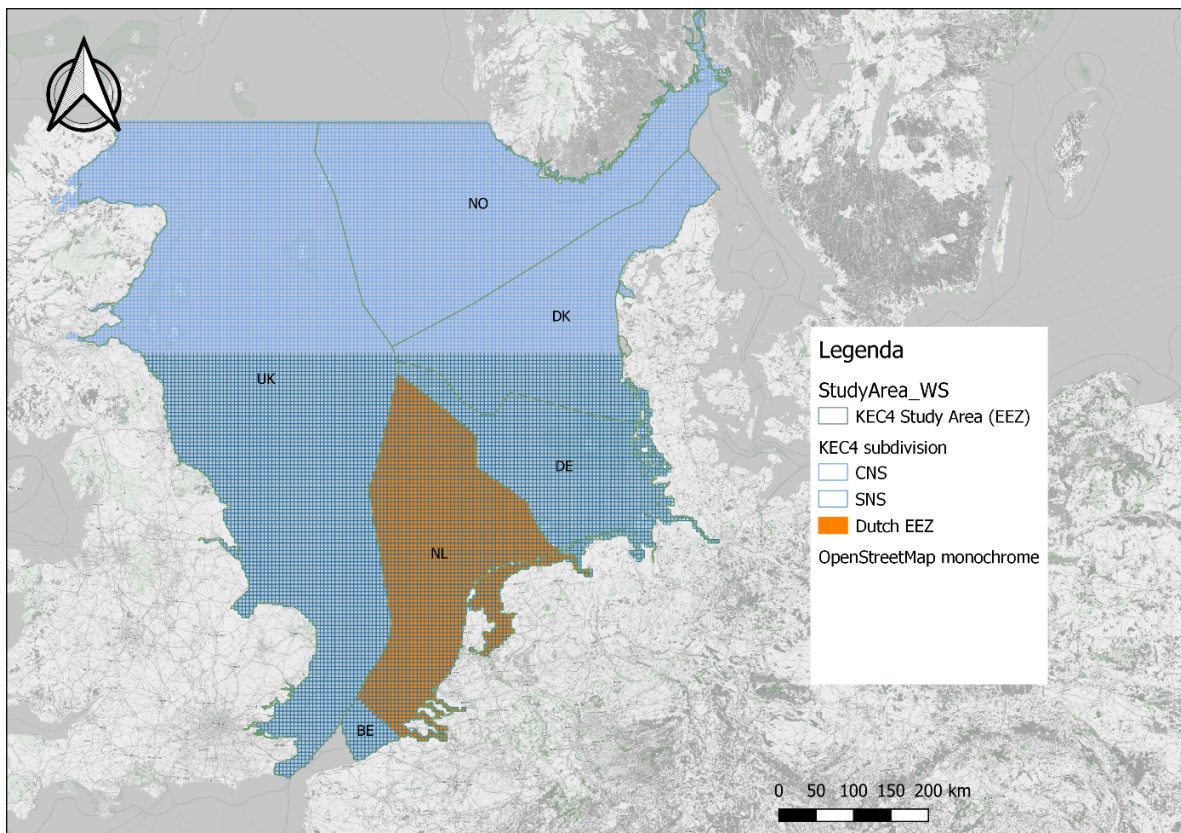 NO
DK
UK
DE
NL
BE
Legenda
StudyArea_WS
KEC4 Study Area (EEZ)
KEC4 subdivision
CNS
SNS
Dutch EEZ
OpenStreetMap monochrome
0 50 100 150 200 km